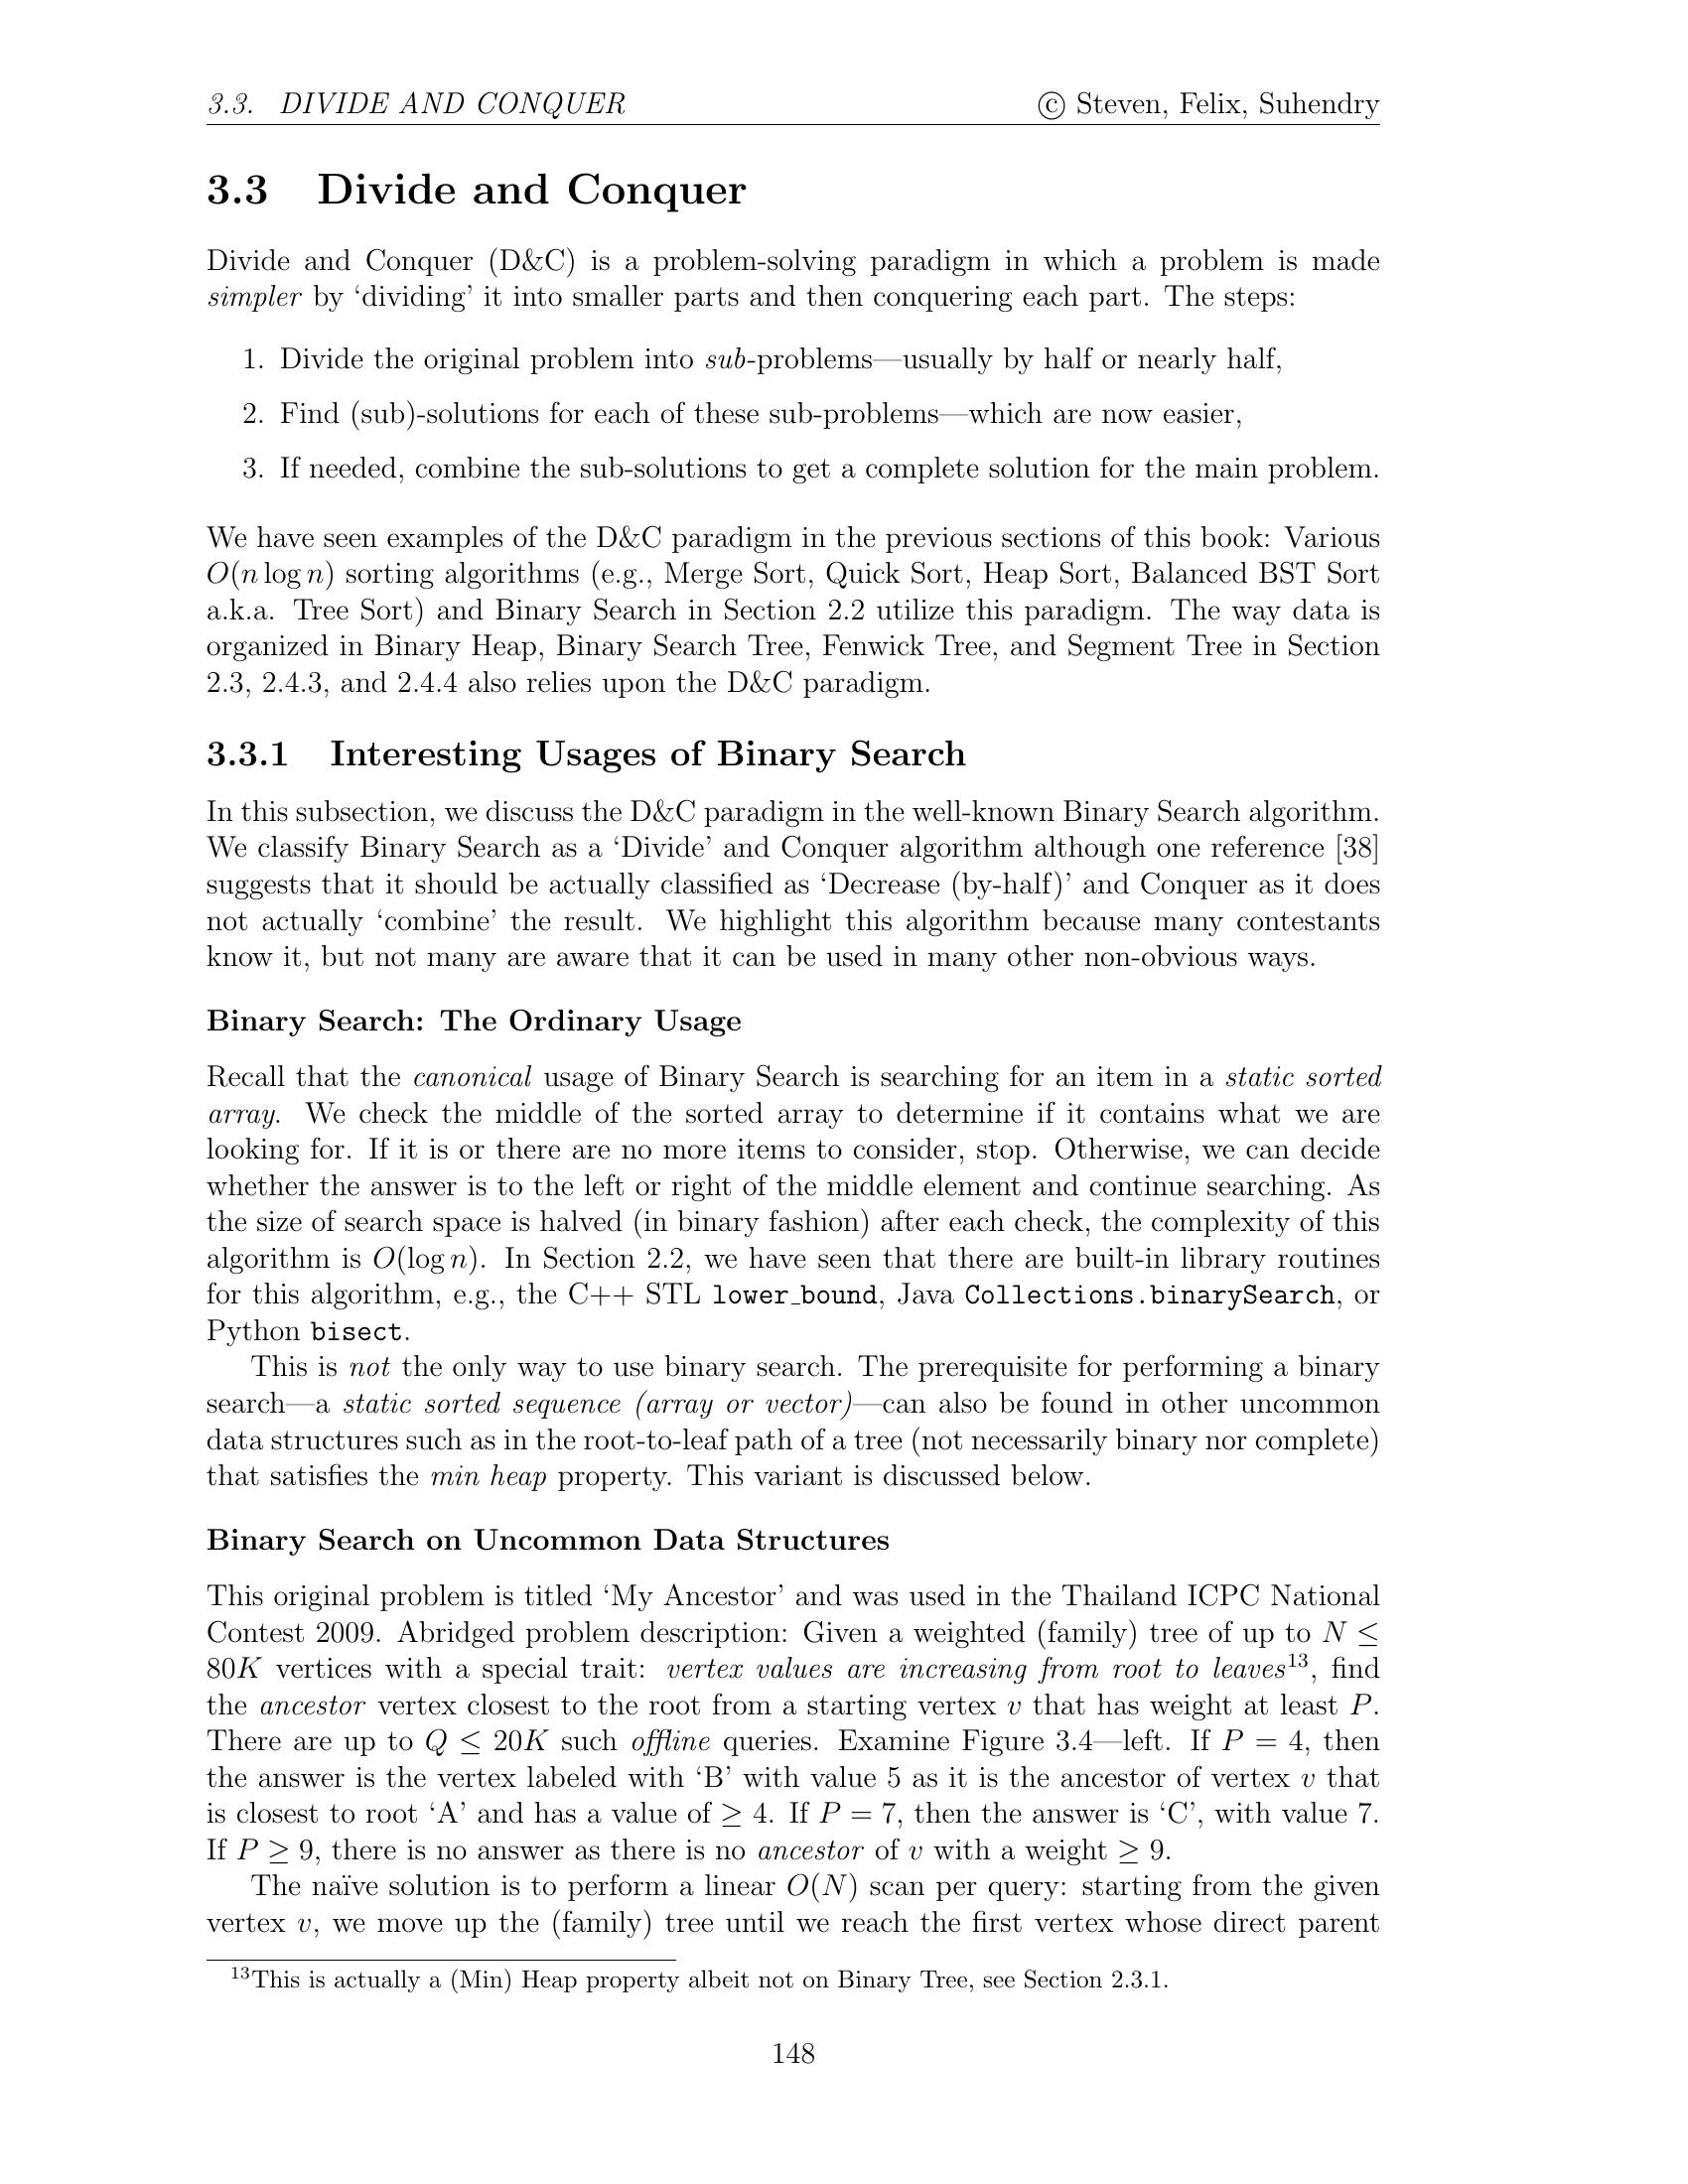 3.3. DIVIDE AND CONQUER © Steven, Felix, Suhendry
3.3 Divide and Conquer
Divide and Conquer (D&C) is a problem-solving paradigm in which a problem is made
simpler by ‘dividing’ it into smaller parts and then conquering each part. The steps:
1. Divide the original problem into sub-problems—usually by half or nearly half,
2. Find (sub)-solutions for each of these sub-problems—which are now easier,
3. If needed, combine the sub-solutions to get a complete solution for the main problem.
We have seen examples of the D&C paradigm in the previous sections of this book: Various
O(n log n) sorting algorithms (e.g., Merge Sort, Quick Sort, Heap Sort, Balanced BST Sort
a.k.a. Tree Sort) and Binary Search in Section 2.2 utilize this paradigm. The way data is
organized in Binary Heap, Binary Search Tree, Fenwick Tree, and Segment Tree in Section
2.3, 2.4.3, and 2.4.4 also relies upon the D&C paradigm.
3.3.1 Interesting Usages of Binary Search
In this subsection, we discuss the D&C paradigm in the well-known Binary Search algorithm.
We classify Binary Search as a ‘Divide’ and Conquer algorithm although one reference [38]
suggests that it should be actually classified as ‘Decrease (by-half)’ and Conquer as it does
not actually ‘combine’ the result. We highlight this algorithm because many contestants
know it, but not many are aware that it can be used in many other non-obvious ways.
Binary Search: The Ordinary Usage
Recall that the canonical usage of Binary Search is searching for an item in a static sorted
array. We check the middle of the sorted array to determine if it contains what we are
looking for. If it is or there are no more items to consider, stop. Otherwise, we can decide
whether the answer is to the left or right of the middle element and continue searching. As
the size of search space is halved (in binary fashion) after each check, the complexity of this
algorithm is O(log n). In Section 2.2, we have seen that there are built-in library routines
for this algorithm, e.g., the C++ STL lower_bound, Java Collections.binarySearch, or
Python bisect.
This is not the only way to use binary search. The prerequisite for performing a binary
search—a static sorted sequence (array or vector)—can also be found in other uncommon
data structures such as in the root-to-leaf path of a tree (not necessarily binary nor complete)
that satisfies the min heap property. This variant is discussed below.
Binary Search on Uncommon Data Structures
This original problem is titled ‘My Ancestor’ and was used in the Thailand ICPC National
Contest 2009. Abridged problem description: Given a weighted (family) tree of up to N ≤
80K vertices with a special trait: vertex values are increasing from root to leaves¹³, find
the ancestor vertex closest to the root from a starting vertex v that has weight at least P.
There are up to Q ≤ 20K such offline queries. Examine Figure 3.4—left. If P = 4, then
the answer is the vertex labeled with ‘B’ with value 5 as it is the ancestor of vertex v that
is closest to root ‘A’ and has a value of ≥ 4. If P = 7, then the answer is ‘C’, with value 7.
If P ≥ 9, there is no answer as there is no ancestor of v with a weight ≥ 9.
The naïve solution is to perform a linear O(N) scan per query: starting from the given
vertex v, we move up the (family) tree until we reach the first vertex whose direct parent
¹³This is actually a (Min) Heap property albeit not on Binary Tree, see Section 2.3.1.
148